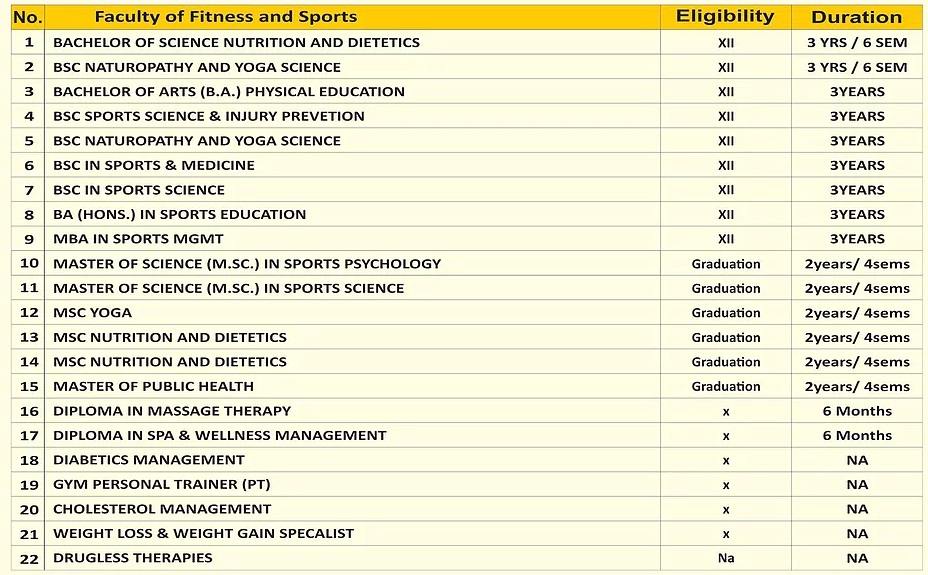 No. Faculty of Fitness and Sports Eligibility Duration
1 BACHELOR OF SCIENCE NUTRITION AND DIETETICS XII 3 YRS / 6 SEM
2 BSC NATUROPATHY AND YOGA SCIENCE XII 3 YRS / 6 SEM
3 BACHELOR OF ARTS (B.A.) PHYSICAL EDUCATION XII 3YEARS
4 BSC SPORTS SCIENCE & INJURY PREVETION XII 3YEARS
5 BSC NATUROPATHY AND YOGA SCIENCE XII 3YEARS
6 BSC IN SPORTS & MEDICINE XII 3YEARS
7 BSC IN SPORTS SCIENCE XII 3YEARS
8 BA (HONS.) IN SPORTS EDUCATION XII 3YEARS
9 MBA IN SPORTS MGMT XII 3YEARS
10 MASTER OF SCIENCE (M.SC.) IN SPORTS PSYCHOLOGY Graduation 2years/ 4sems
11 MASTER OF SCIENCE (M.SC.) IN SPORTS SCIENCE Graduation 2years/ 4sems
12 MSC YOGA Graduation 2years/ 4sems
13 MSC NUTRITION AND DIETETICS Graduation 2years/ 4sems
14 MSC NUTRITION AND DIETETICS Graduation 2years/ 4sems
15 MASTER OF PUBLIC HEALTH Graduation 2years/ 4sems
16 DIPLOMA IN MASSAGE THERAPY x 6 Months
17 DIPLOMA IN SPA & WELLNESS MANAGEMENT x 6 Months
18 DIABETICS MANAGEMENT x NA
19 GYM PERSONAL TRAINER (PT) x NA
20 CHOLESTEROL MANAGEMENT x NA
21 WEIGHT LOSS & WEIGHT GAIN SPECALIST x NA
22 DRUGLESS THERAPIES Na NA